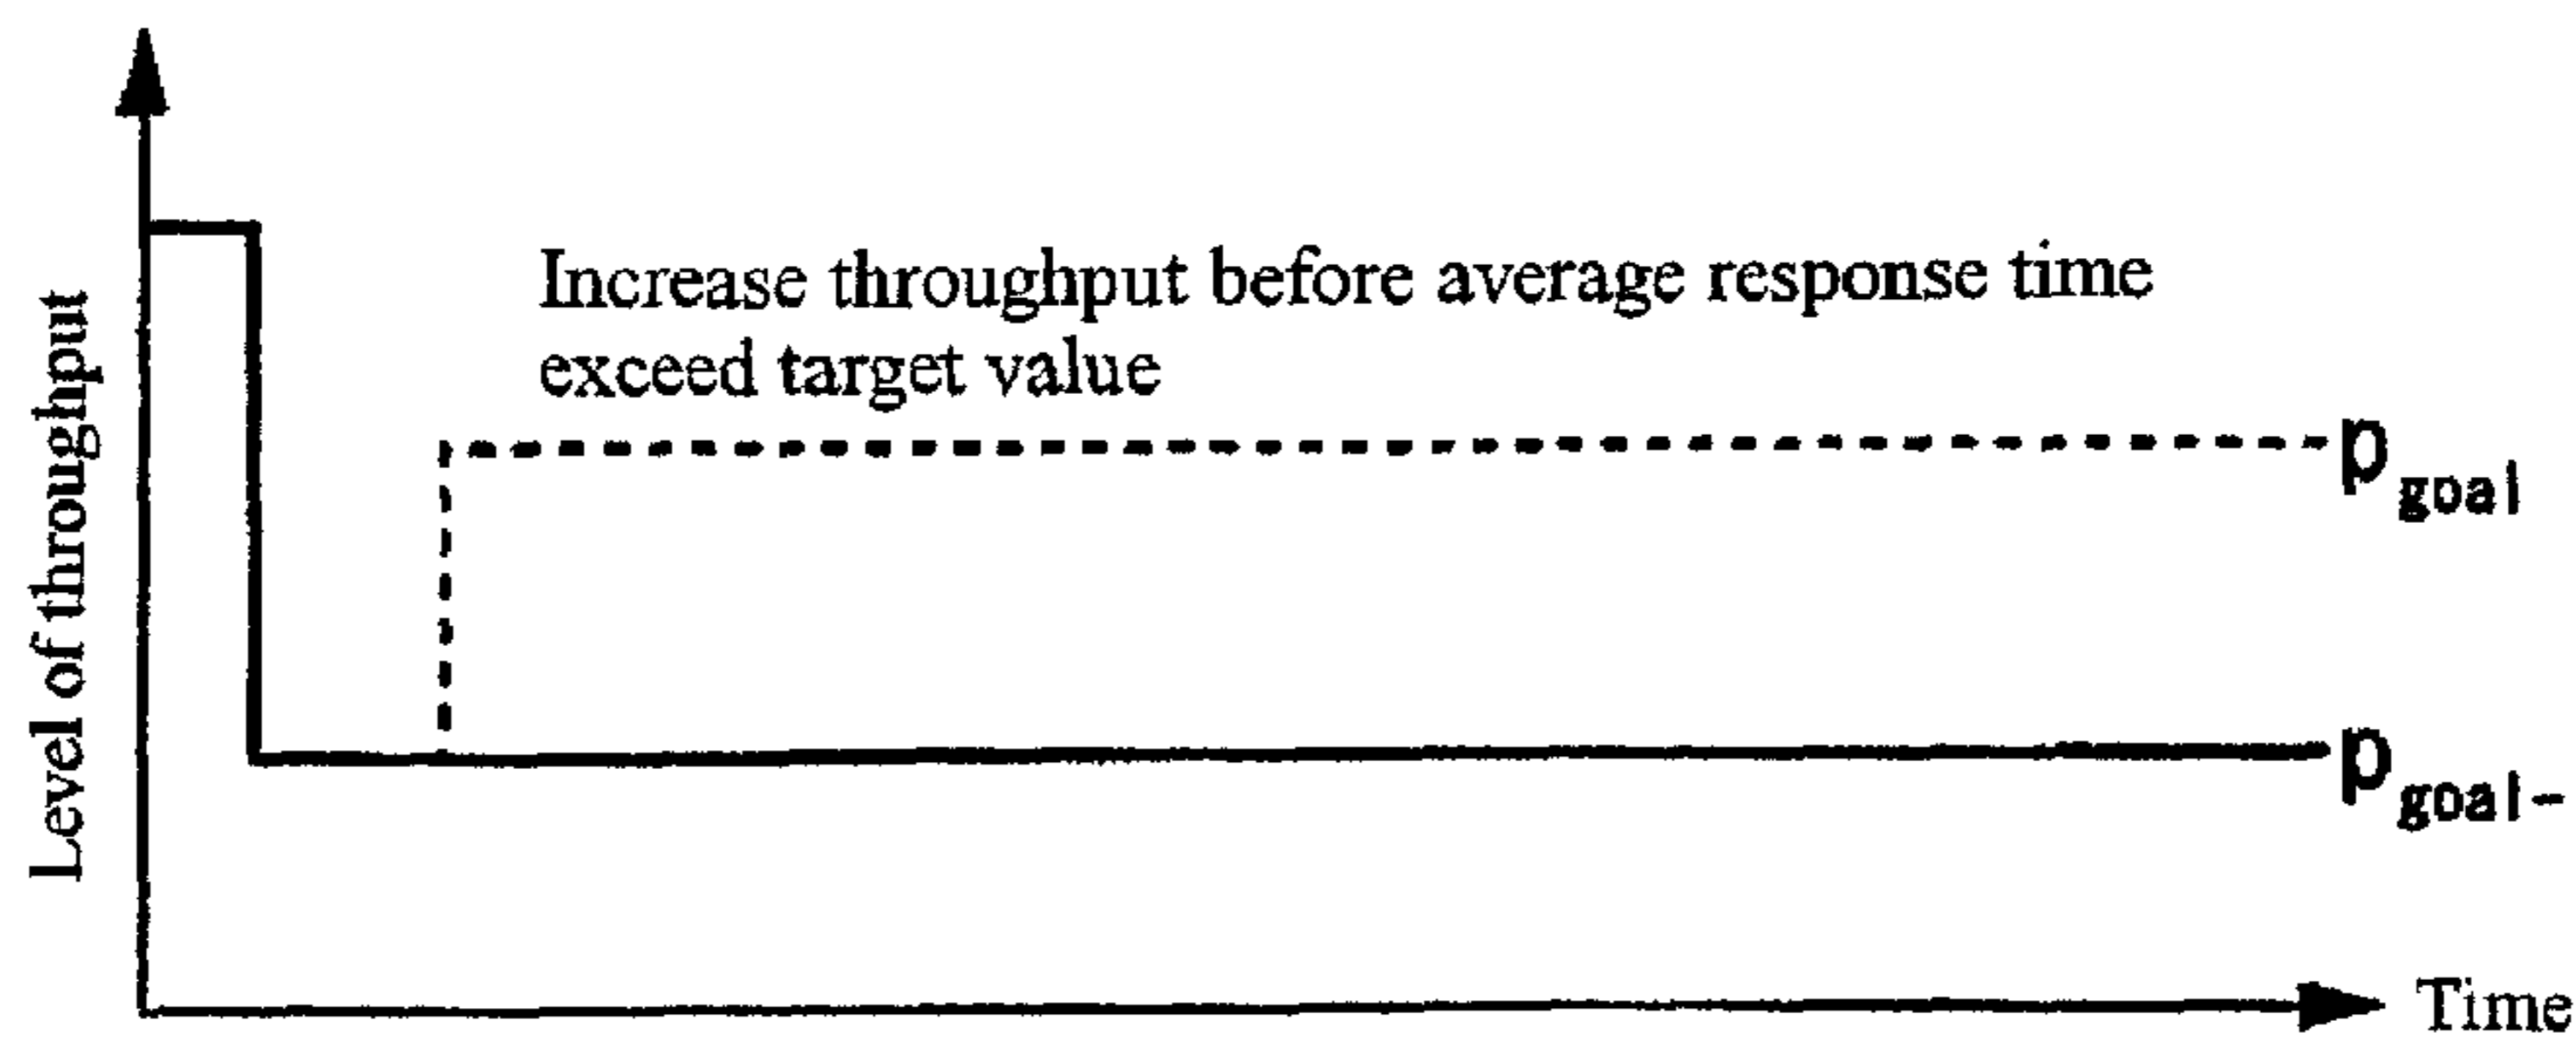 Level of throughput
Increase throughput before average response time
exceed target value
p goal
p goal-
Time